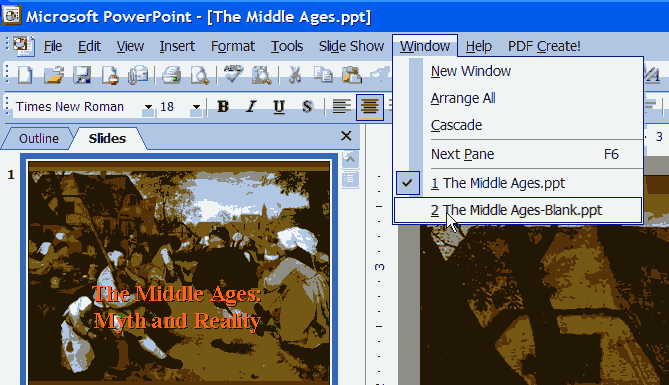 Microsoft PowerPoint - [The Middle Ages.ppt]
File Edit View Insert Format Tools Slide Show Window Help PDF Create!
New Window
Arrange All
Cascade
Next Pane F6
1 The Middle Ages.ppt
2 The Middle Ages-Blank.ppt
Times New Roman 18 B I U S
Outline Slides
3
1
3
The Middle Ages:
Myth and Reality